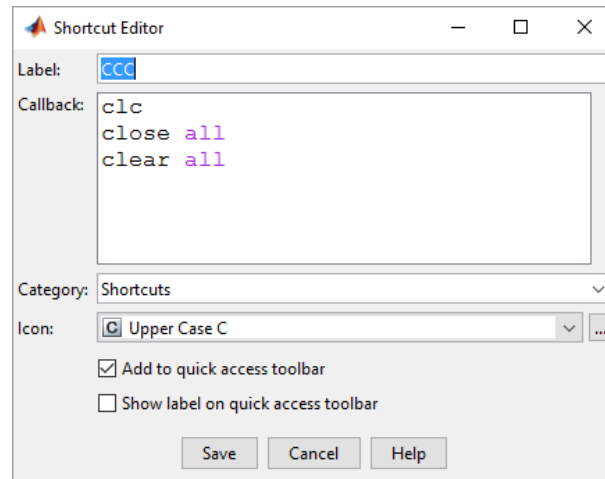 Shortcut Editor
Label: CCC
Callback: clc
close all
clear all
Category: Shortcuts
Icon: C Upper Case C ...
Add to quick access toolbar
Show label on quick access toolbar
Save Cancel Help